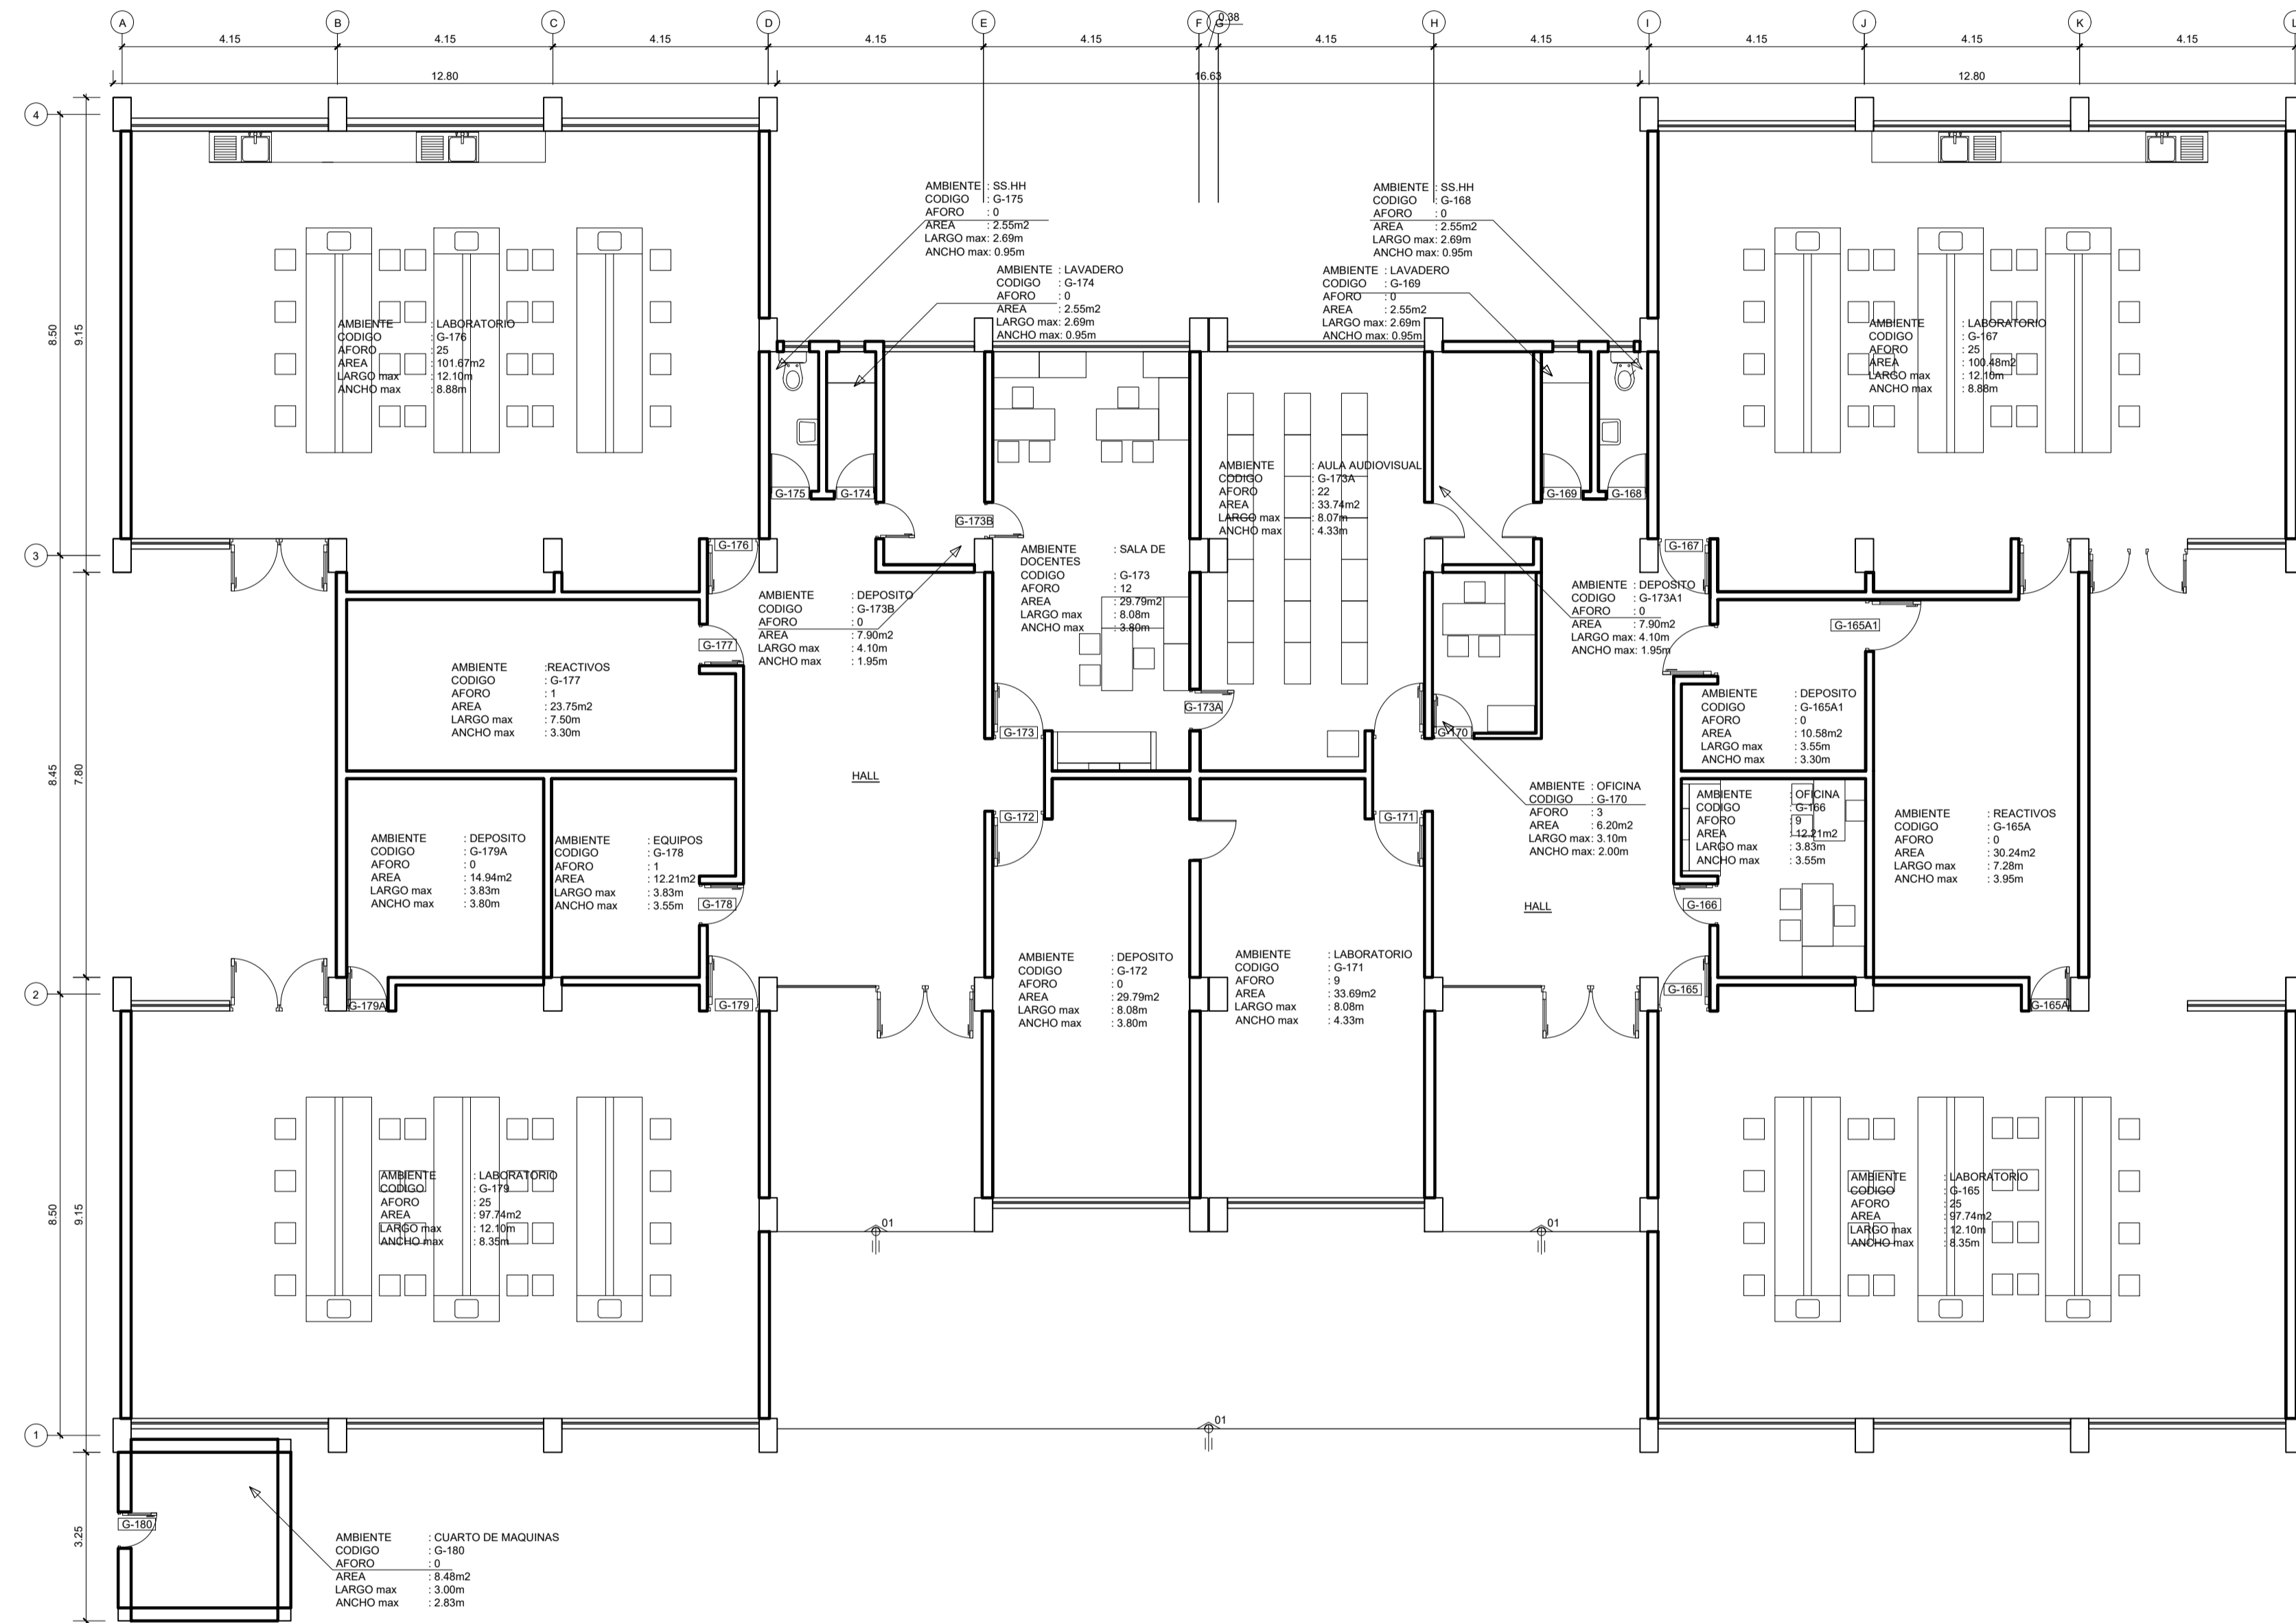 A B C D E F G H I J K L
4.15 4.15 4.15 4.15 4.15 0.38 4.15 4.15 4.15 4.15 4.15
12.80 16.63 12.80
4
8.50
9.15
3
8.45
7.80
2
8.50
9.15
1
3.25
AMBIENTE : SS.HH
CODIGO : G-175
AFORO : 0
AREA : 2.55m2
LARGO max: 2.69m
ANCHO max: 0.95m
AMBIENTE : SS.HH
CODIGO : G-168
AFORO : 0
AREA : 2.55m2
LARGO max: 2.69m
ANCHO max: 0.95m
AMBIENTE : LAVADERO
CODIGO : G-174
AFORO : 0
AREA : 2.55m2
LARGO max: 2.69m
ANCHO max: 0.95m
AMBIENTE : LAVADERO
CODIGO : G-169
AFORO : 0
AREA : 2.55m2
LARGO max: 2.69m
ANCHO max: 0.95m
AMBIENTE : LABORATORIO
CODIGO : G-176
AFORO : 25
AREA : 101.67m2
LARGO max : 12.10m
ANCHO max : 8.88m
AMBIENTE : LABORATORIO
CODIGO : G-167
AFORO : 25
AREA : 100.48m2
LARGO max : 12.10m
ANCHO max : 8.88m
AMBIENTE : AULA AUDIOVISUAL
CODIGO : G-173A
AFORO : 22
AREA : 33.74m2
LARGO max : 8.07m
ANCHO max : 4.33m
G-175
G-174
G-169
G-168
G-173B
G-176
G-167
AMBIENTE : SALA DE
DOCENTES
CODIGO : G-173
AFORO : 12
AREA : 29.79m2
LARGO max : 8.08m
ANCHO max : 3.80m
AMBIENTE : DEPOSITO
CODIGO : G-173B
AFORO : 0
AREA : 7.90m2
LARGO max : 4.10m
ANCHO max : 1.95m
AMBIENTE : DEPOSITO
CODIGO : G-173A1
AFORO : 0
AREA : 7.90m2
LARGO max: 4.10m
ANCHO max: 1.95m
G-177
G-165A1
AMBIENTE :REACTIVOS
CODIGO : G-177
AFORO : 1
AREA : 23.75m2
LARGO max : 7.50m
ANCHO max : 3.30m
AMBIENTE : DEPOSITO
CODIGO : G-165A1
AFORO : 0
AREA : 10.58m2
LARGO max : 3.55m
ANCHO max : 3.30m
G-173A
G-173
G-170
HALL
AMBIENTE : OFICINA
CODIGO : G-170
AFORO : 3
AREA : 6.20m2
LARGO max: 3.10m
ANCHO max: 2.00m
AMBIENTE : OFICINA
CODIGO : G-166
AFORO : 9
AREA : 12.21m2
LARGO max : 3.83m
ANCHO max : 3.55m
AMBIENTE : REACTIVOS
CODIGO : G-165A
AFORO : 0
AREA : 30.24m2
LARGO max : 7.28m
ANCHO max : 3.95m
G-172
G-171
AMBIENTE : DEPOSITO
CODIGO : G-179A
AFORO : 0
AREA : 14.94m2
LARGO max : 3.83m
ANCHO max : 3.80m
AMBIENTE : EQUIPOS
CODIGO : G-178
AFORO : 1
AREA : 12.21m2
LARGO max : 3.83m
ANCHO max : 3.55m
G-178
HALL
G-166
AMBIENTE : DEPOSITO
CODIGO : G-172
AFORO : 0
AREA : 29.79m2
LARGO max : 8.08m
ANCHO max : 3.80m
AMBIENTE : LABORATORIO
CODIGO : G-171
AFORO : 9
AREA : 33.69m2
LARGO max : 8.08m
ANCHO max : 4.33m
G-179A
G-179
G-165
G-165A
AMBIENTE : LABORATORIO
CODIGO : G-179
AFORO : 25
AREA : 97.74m2
LARGO max : 12.10m
ANCHO max : 8.35m
AMBIENTE : LABORATORIO
CODIGO : G-165
AFORO : 25
AREA : 97.74m2
LARGO max : 12.10m
ANCHO max : 8.35m
01
01
01
G-180
AMBIENTE : CUARTO DE MAQUINAS
CODIGO : G-180
AFORO : 0
AREA : 8.48m2
LARGO max : 3.00m
ANCHO max : 2.83m